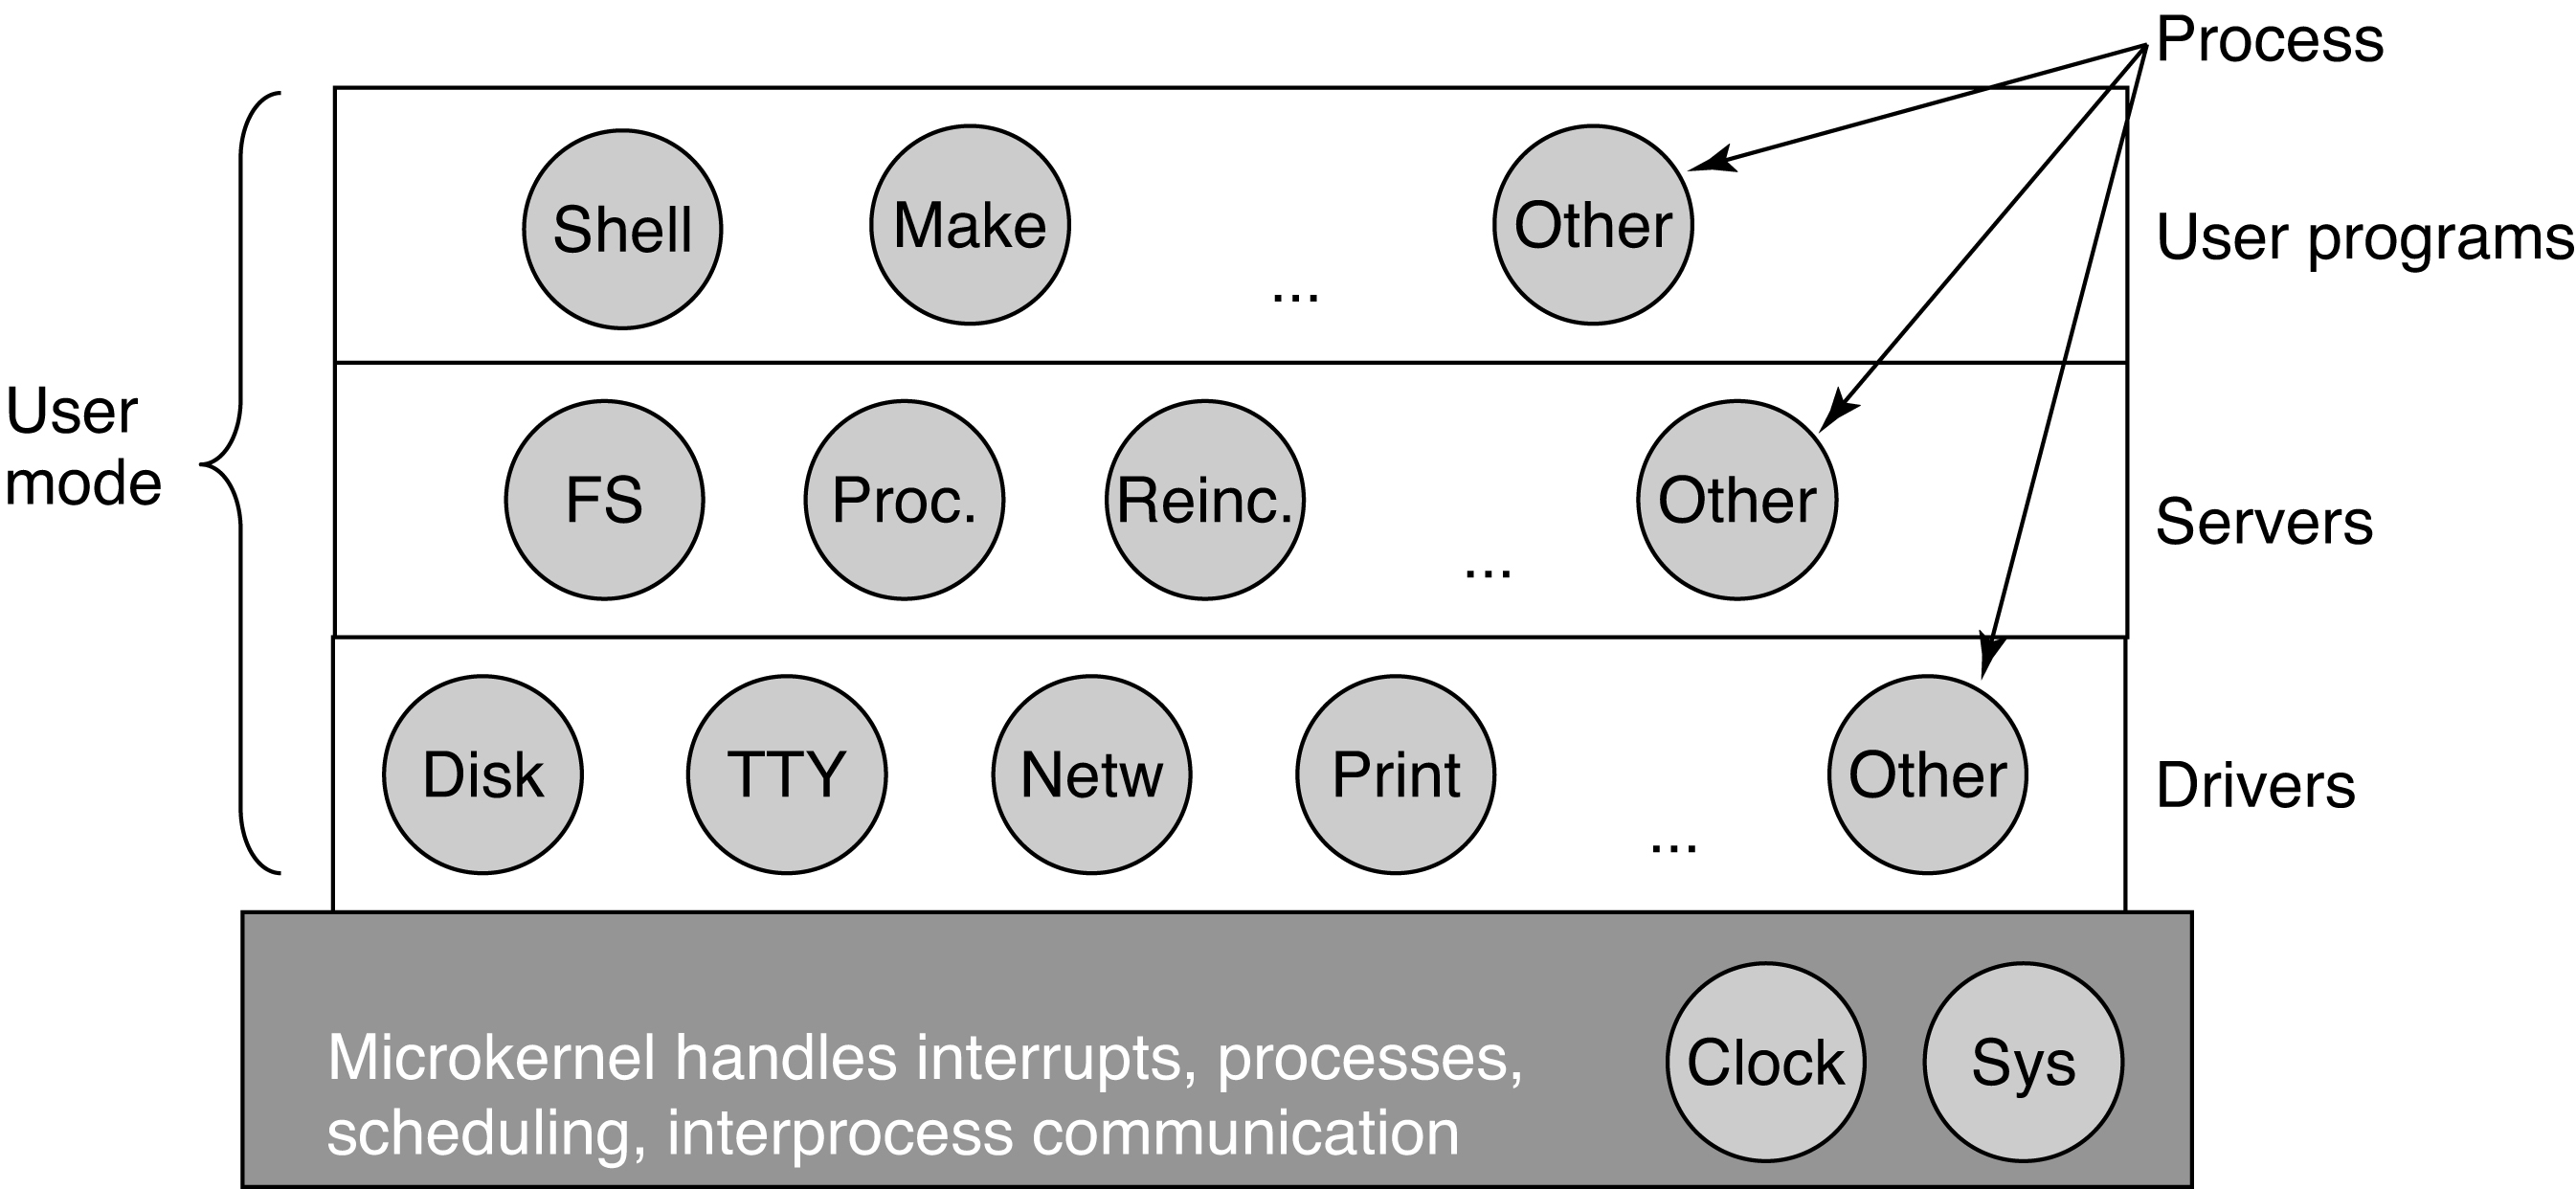 Process
Shell
Make
...
Other
User programs
User
mode
FS
Proc.
Reinc.
...
Other
Servers
Disk
TTY
Netw
Print
...
Other
Drivers
Microkernel handles interrupts, processes,
scheduling, interprocess communication
Clock
Sys